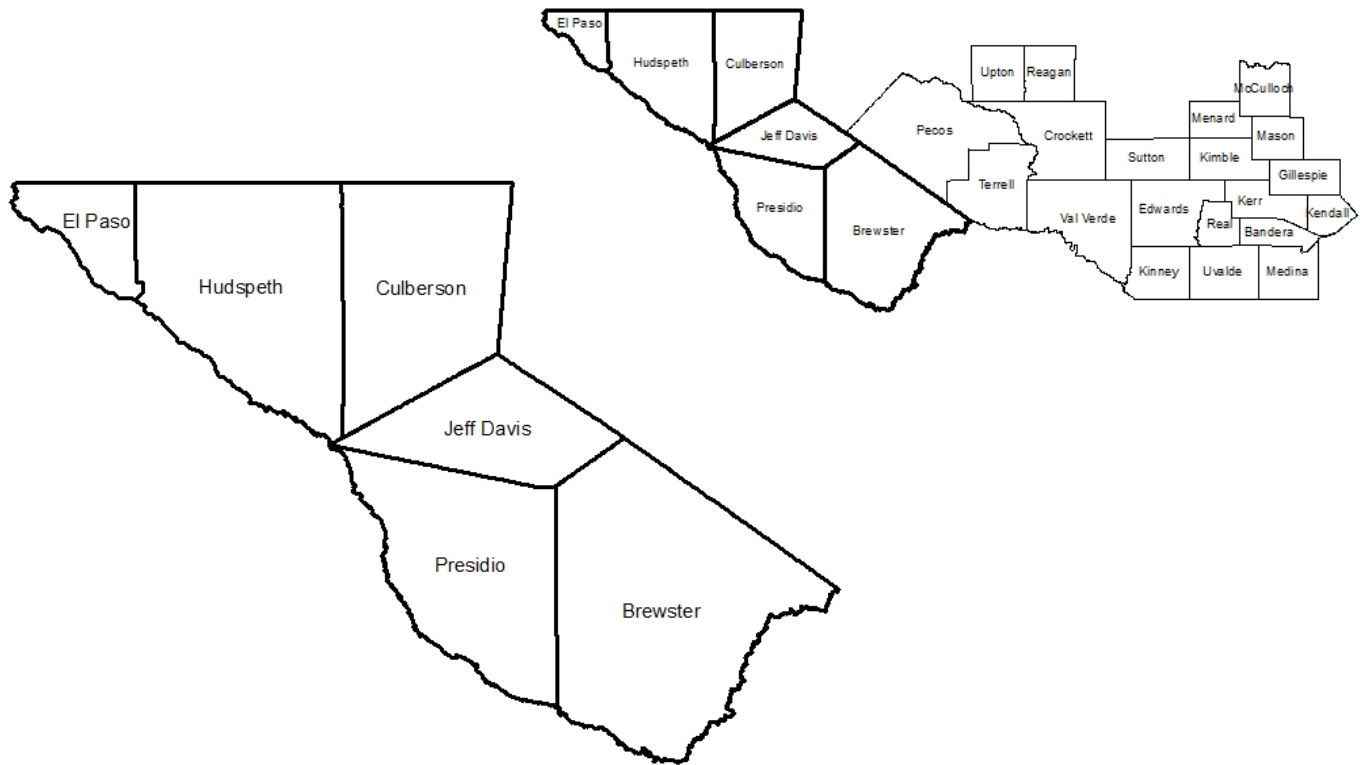 El Paso
Hudspeth
Culberson
Jeff Davis
Presidio
Brewster
Pecos
Terrell
Upton
Reagan
Crockett
Val Verde
Sutton
Edwards
Kinney
Menard
Kimble
Real
Uvalde
McCulloch
Mason
Gillespie
Kerr
Kendall
Bandera
Medina
El Paso
Hudspeth
Culberson
Jeff Davis
Presidio
Brewster